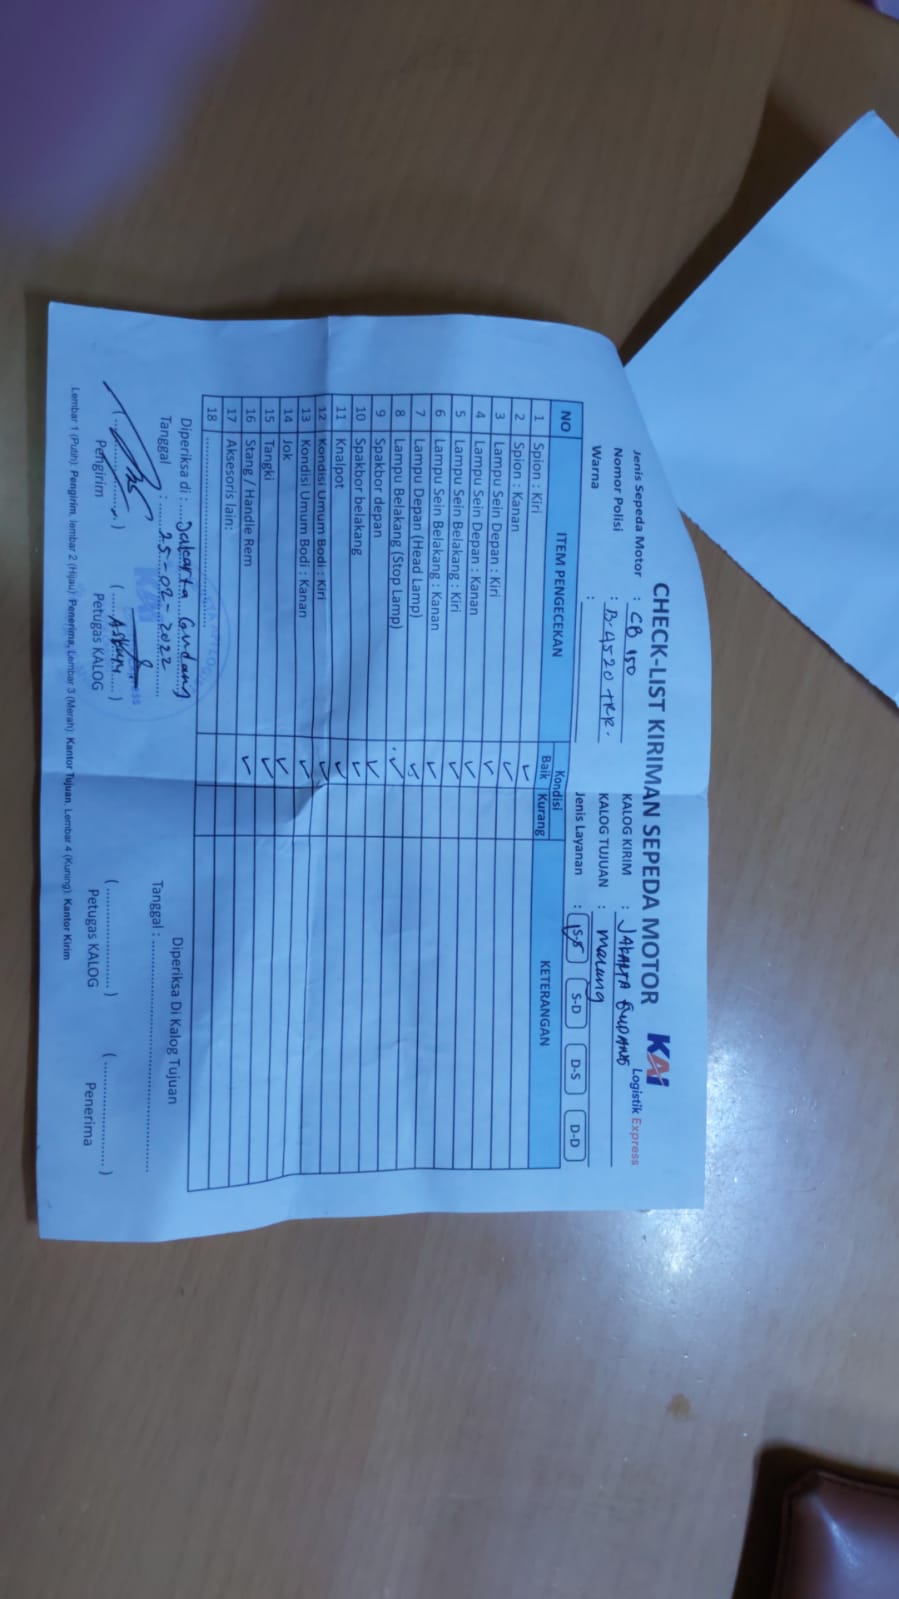 CHECK-LIST KIRIMAN SEPEDA MOTOR
KAI
Logistik Express
Jenis Sepeda Motor : CB 150
Nomor Polisi : B-4520 TRR.
Warna :
KALOG KIRIM : JAKARTA GUDANG
KALOG TUJUAN : Malang
Jenis Layanan : S-S S-D D-S D-D
NO ITEM PENGECEKAN Kondisi KETERANGAN
Baik Kurang
1 Spion : Kiri ✓
2 Spion : Kanan ✓
3 Lampu Sein Depan : Kiri ✓
4 Lampu Sein Depan : Kanan ✓
5 Lampu Sein Belakang : Kiri ✓
6 Lampu Sein Belakang : Kanan ✓
7 Lampu Depan (Head Lamp) ✓
8 Lampu Belakang (Stop Lamp) ✓
9 Spakbor depan ✓
10 Spakbor belakang ✓
11 Knalpot ✓
12 Kondisi Umum Bodi : Kiri ✓
13 Kondisi Umum Bodi : Kanan ✓
14 Jok ✓
15 Tangki ✓
16 Stang / Handle Rem ✓
17 Aksesoris lain:
18 ..........
Diperiksa di : Jakarta Gudang
Tanggal : 25-02-2022
Pengirim
Petugas KALOG
Diperiksa Di Kalog Tujuan
Tanggal : ..........
(..........) (..........)
Petugas KALOG Penerima
Lembar 1 (Putih): Pengirim, lembar 2 (Hijau): Penerima, Lembar 3 (Merah): Kantor Tujuan, Lembar 4 (Kuning): Kantor Kirim